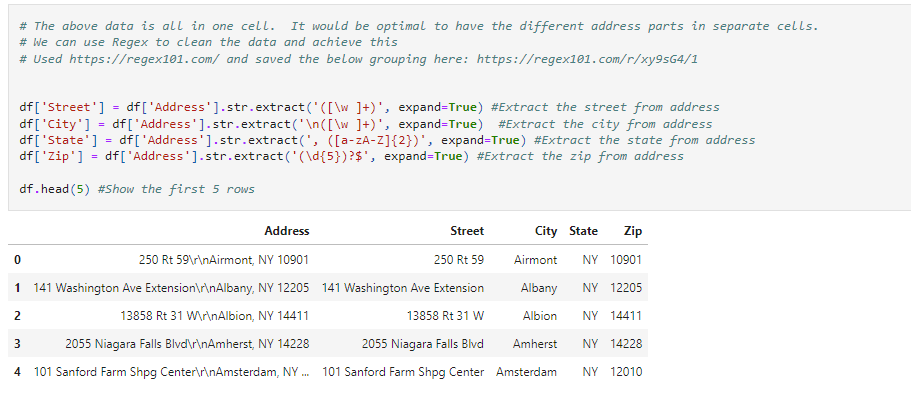 # The above data is all in one cell.  It would be optimal to have the different address parts in separate cells.
# We can use Regex to clean the data and achieve this
# Used https://regex101.com/ and saved the below grouping here: https://regex101.com/r/xy9sG4/1
df['Street'] = df['Address'].str.extract('([\w ]+)', expand=True) #Extract the street from address
df['City'] = df['Address'].str.extract('\n([\w ]+)', expand=True)  #Extract the city from address
df['State'] = df['Address'].str.extract(', ([a-zA-Z]{2})', expand=True) #Extract the state from address
df['Zip'] = df['Address'].str.extract('(\d{5})?$', expand=True) #Extract the zip from address
df.head(5) #Show the first 5 rows
Address Street City State Zip
0 250 Rt 59\r\nAirmont, NY 10901 250 Rt 59 Airmont NY 10901
1 141 Washington Ave Extension\r\nAlbany, NY 12205 141 Washington Ave Extension Albany NY 12205
2 13858 Rt 31 W\r\nAlbion, NY 14411 13858 Rt 31 W Albion NY 14411
3 2055 Niagara Falls Blvd\r\nAmherst, NY 14228 2055 Niagara Falls Blvd Amherst NY 14228
4 101 Sanford Farm Shpg Center\r\nAmsterdam, NY ... 101 Sanford Farm Shpg Center Amsterdam NY 12010